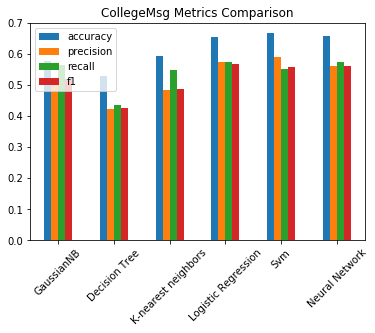 CollegeMsg Metrics Comparison
0.7
0.6
0.5
0.4
0.3
0.2
0.1
0.0
accuracy
precision
recall
f1
GaussianNB
Decision Tree
K-nearest neighbors
Logistic Regression
Svm
Neural Network